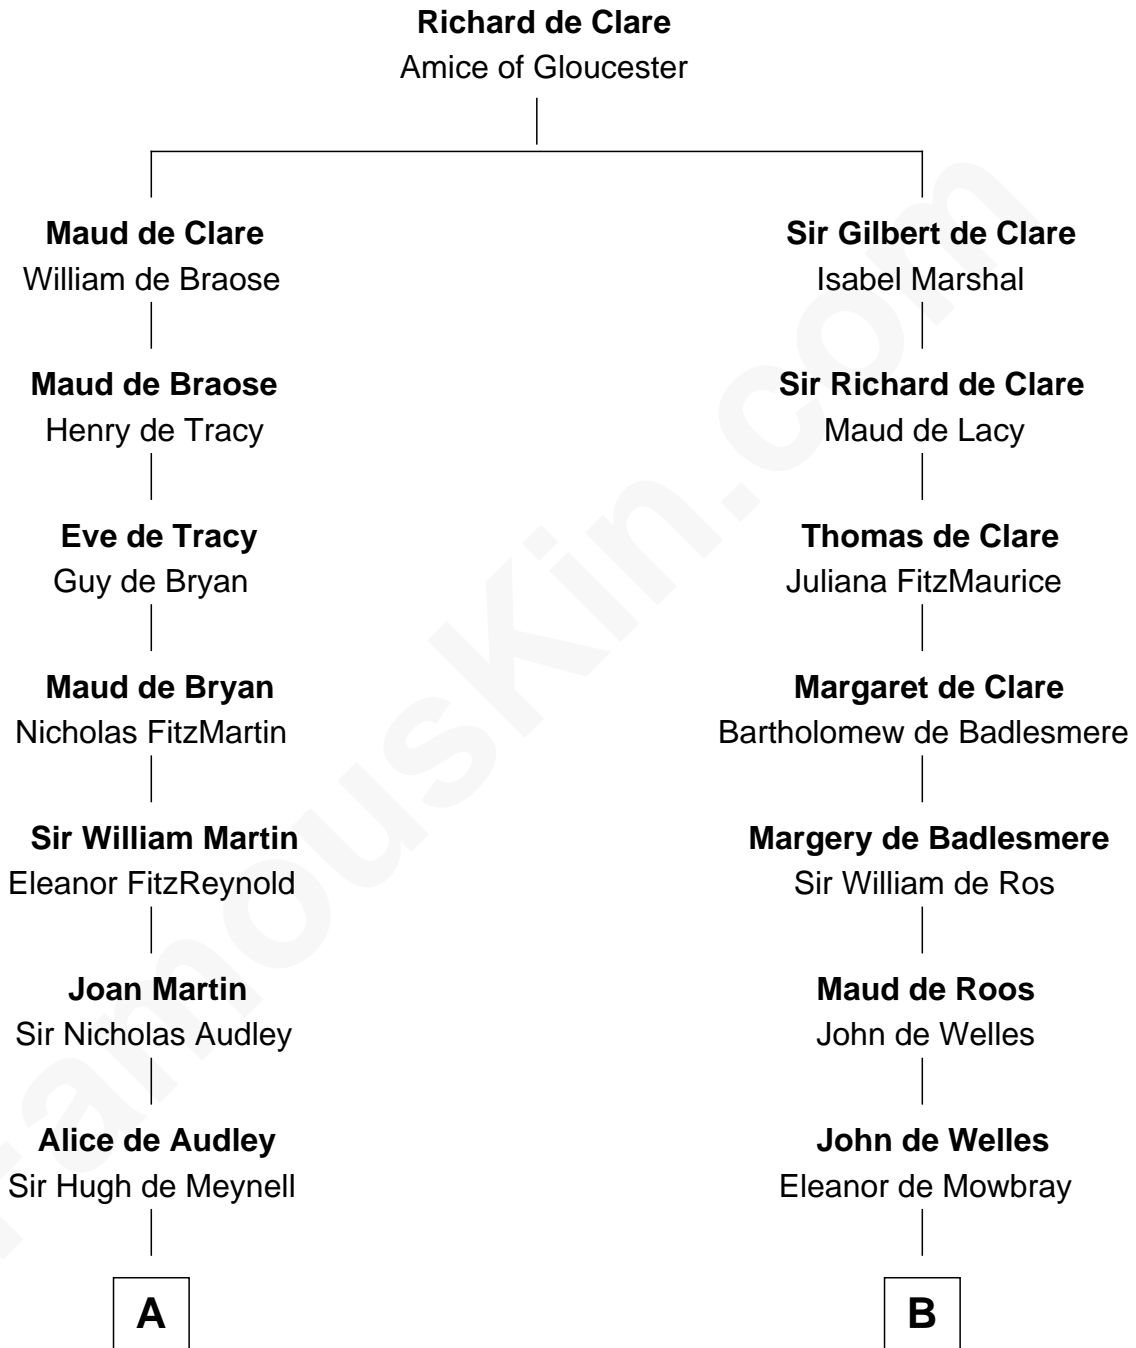 Richard de Clare
Amice of Gloucester
Maud de Clare
William de Braose
Sir Gilbert de Clare
Isabel Marshal
Maud de Braose
Henry de Tracy
Sir Richard de Clare
Maud de Lacy
Eve de Tracy
Guy de Bryan
Thomas de Clare
Juliana FitzMaurice
Maud de Bryan
Nicholas FitzMartin
Margaret de Clare
Bartholomew de Badlesmere
Sir William Martin
Eleanor FitzReynold
Margery de Badlesmere
Sir William de Ros
Joan Martin
Sir Nicholas Audley
Maud de Roos
John de Welles
Alice de Audley
Sir Hugh de Meynell
John de Welles
Eleanor de Mowbray
A
B
FamousKin.com